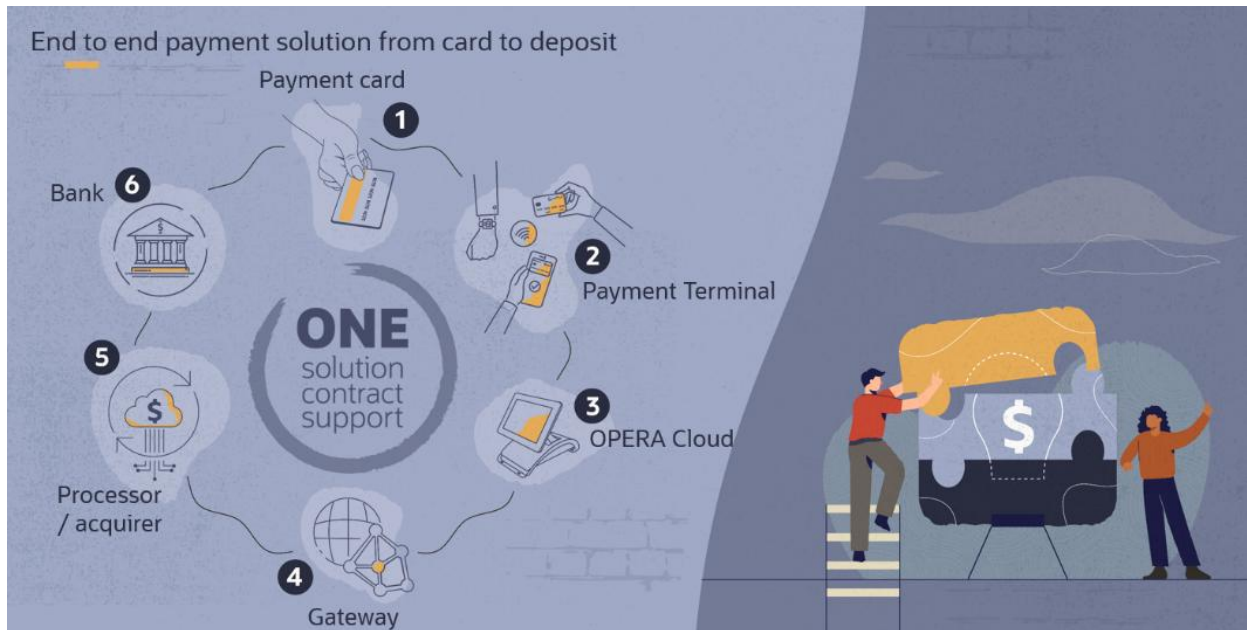 End to end payment solution from card to deposit
Payment card
1
2
Payment Terminal
3
OPERA Cloud
4
Gateway
5
Processor
/ acquirer
6
Bank
$
$
ONE
solution
contract
support
$